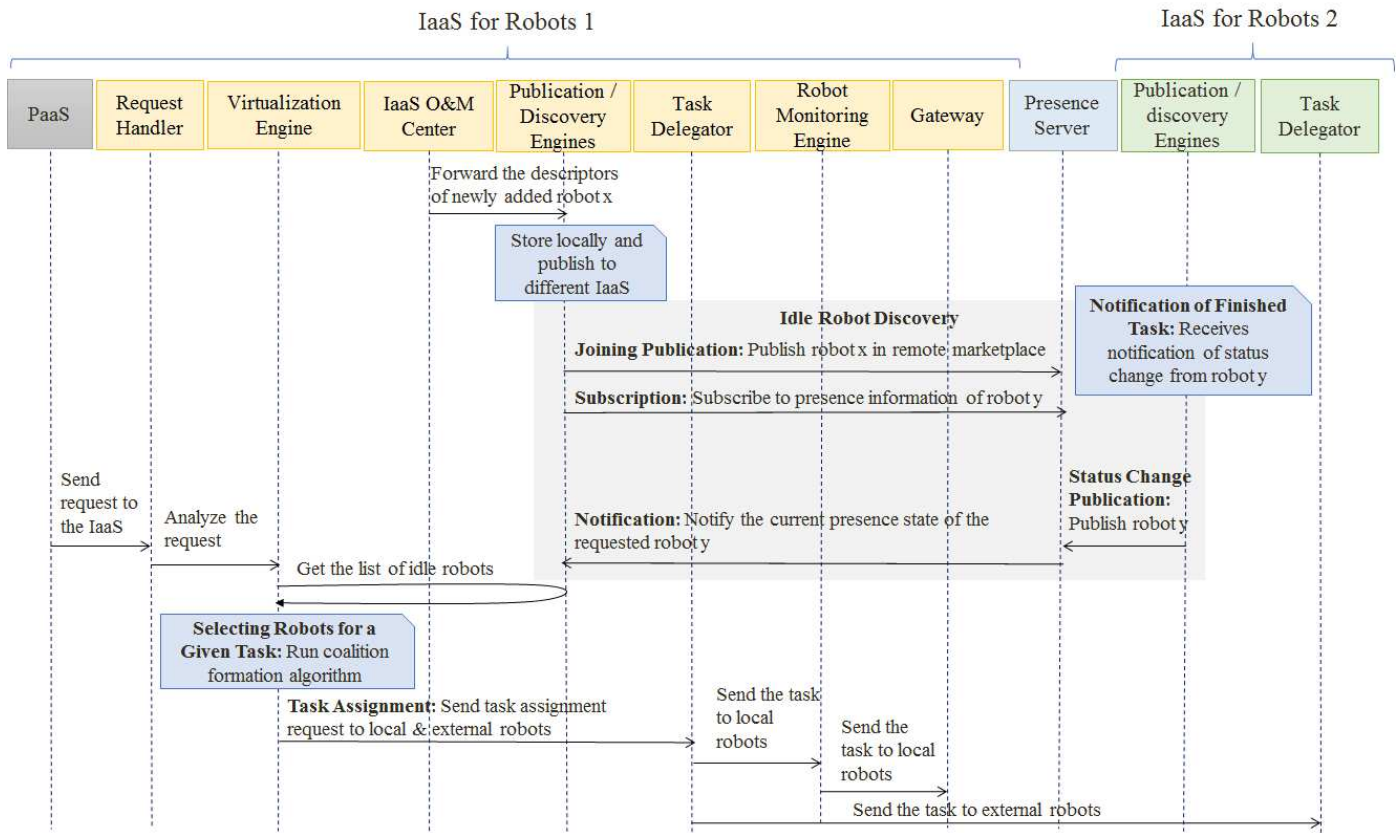 IaaS for Robots 1
IaaS for Robots 2
PaaS
Request
Handler
Virtualization
Engine
IaaS O&M
Center
Publication /
Discovery
Engines
Task
Delegator
Robot
Monitoring
Engine
Gateway
Presence
Server
Publication /
discovery
Engines
Task
Delegator
Forward the descriptors
of newly added robot x
Store locally and
publish to
different IaaS
Idle Robot Discovery
Joining Publication: Publish robot x in remote marketplace
Subscription: Subscribe to presence information of robot y
Notification of Finished
Task: Receives
notification of status
change from robot y
Send
request to
the IaaS
Analyze the
request
Status Change
Publication:
Publish robot y
Notification: Notify the current presence state of the
requested robot y
Get the list of idle robots
Selecting Robots for a
Given Task: Run coalition
formation algorithm
Task Assignment: Send task assignment
request to local & external robots
Send the task
to local
robots
Send the
task to local
robots
Send the task to external robots